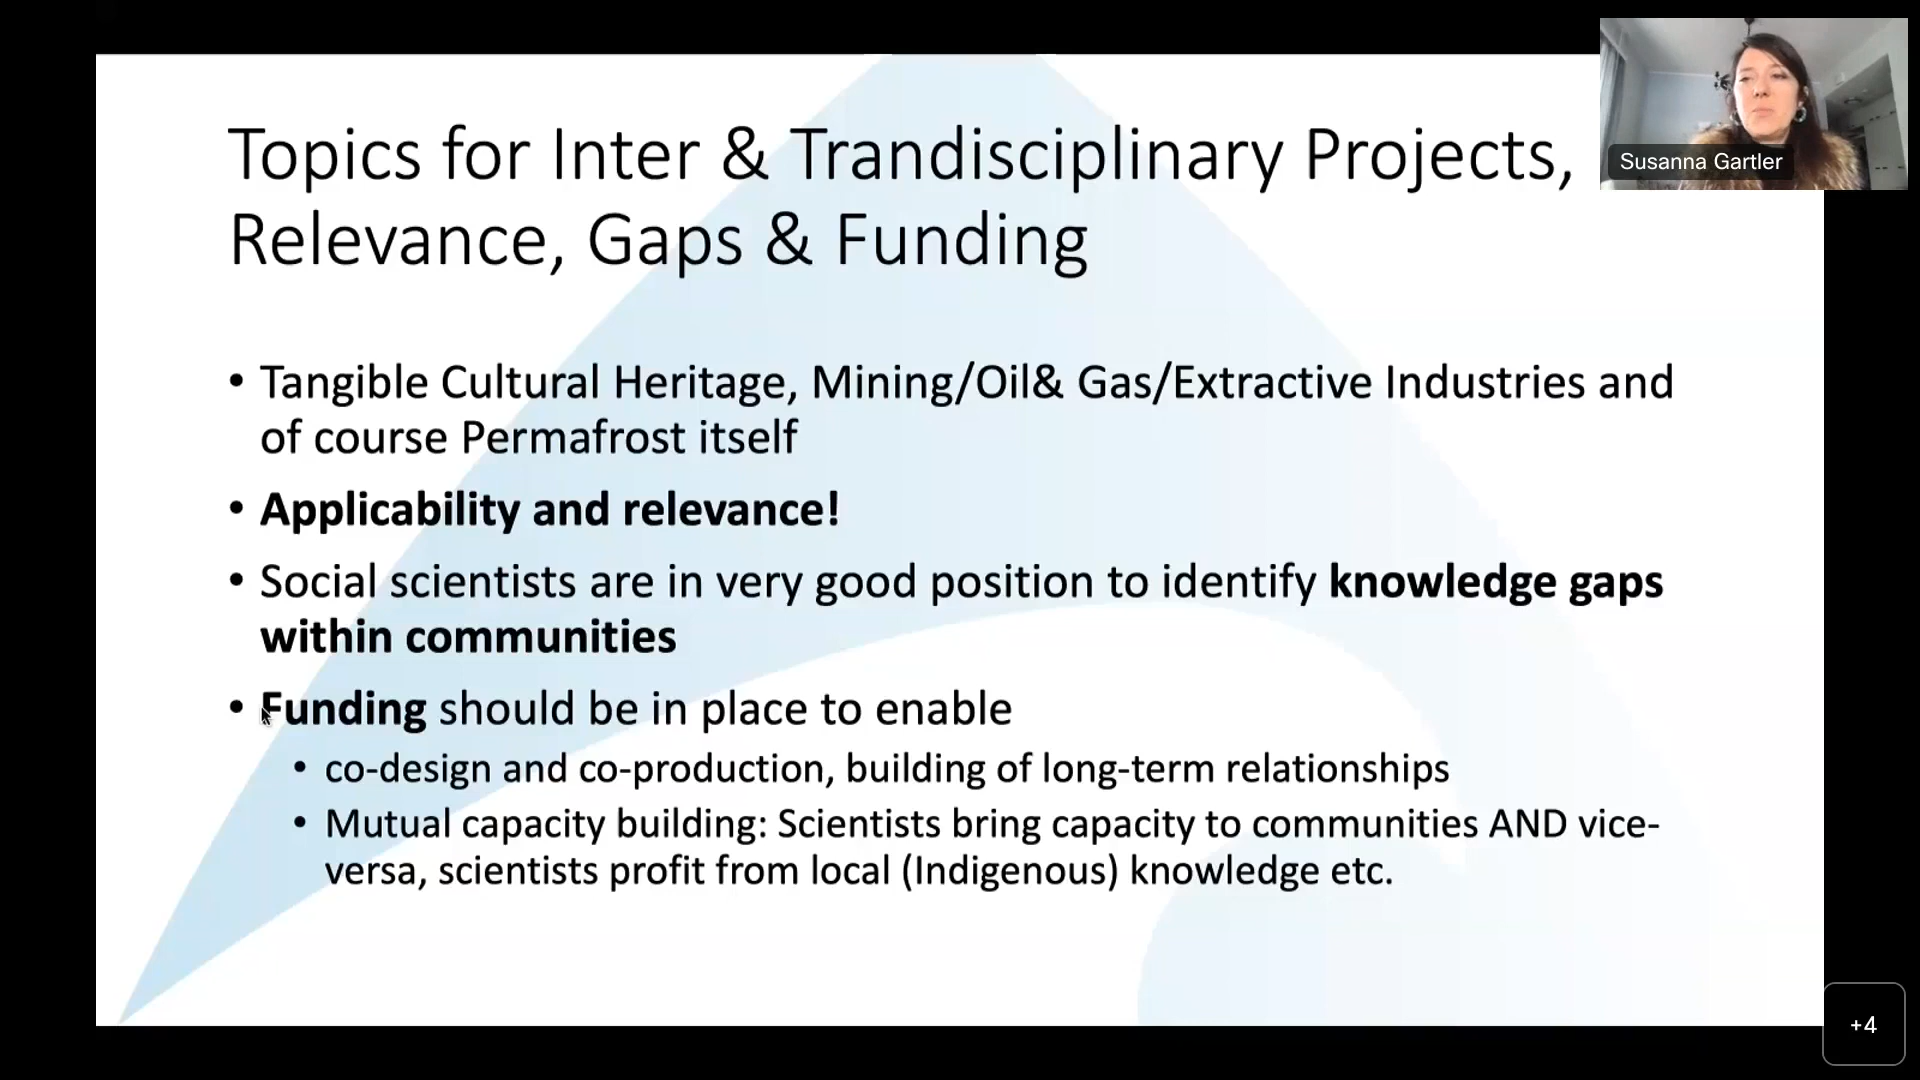 Topics for Inter & Trandisciplinary Projects,
Relevance, Gaps & Funding
Susanna Gartler
• Tangible Cultural Heritage, Mining/Oil& Gas/Extractive Industries and
of course Permafrost itself
• Applicability and relevance!
• Social scientists are in very good position to identify knowledge gaps
within communities
• Funding should be in place to enable
• co-design and co-production, building of long-term relationships
• Mutual capacity building: Scientists bring capacity to communities AND vice-
versa, scientists profit from local (Indigenous) knowledge etc.
+4